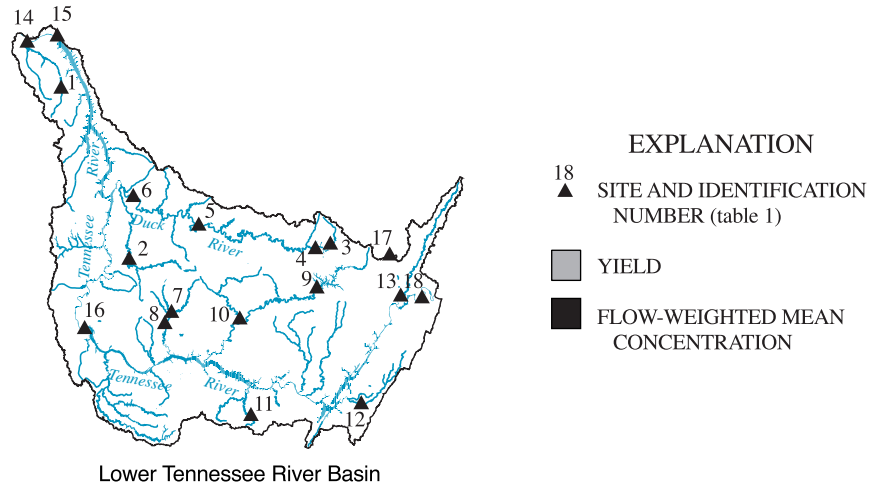 14
15
1
River
6
5
Duck
River
3
4
17
Tennessee
2
9
13
18
7
8
10
16
Tennessee
River
11
12
Lower Tennessee River Basin
EXPLANATION
18
SITE AND IDENTIFICATION
NUMBER (table 1)
YIELD
FLOW-WEIGHTED MEAN
CONCENTRATION